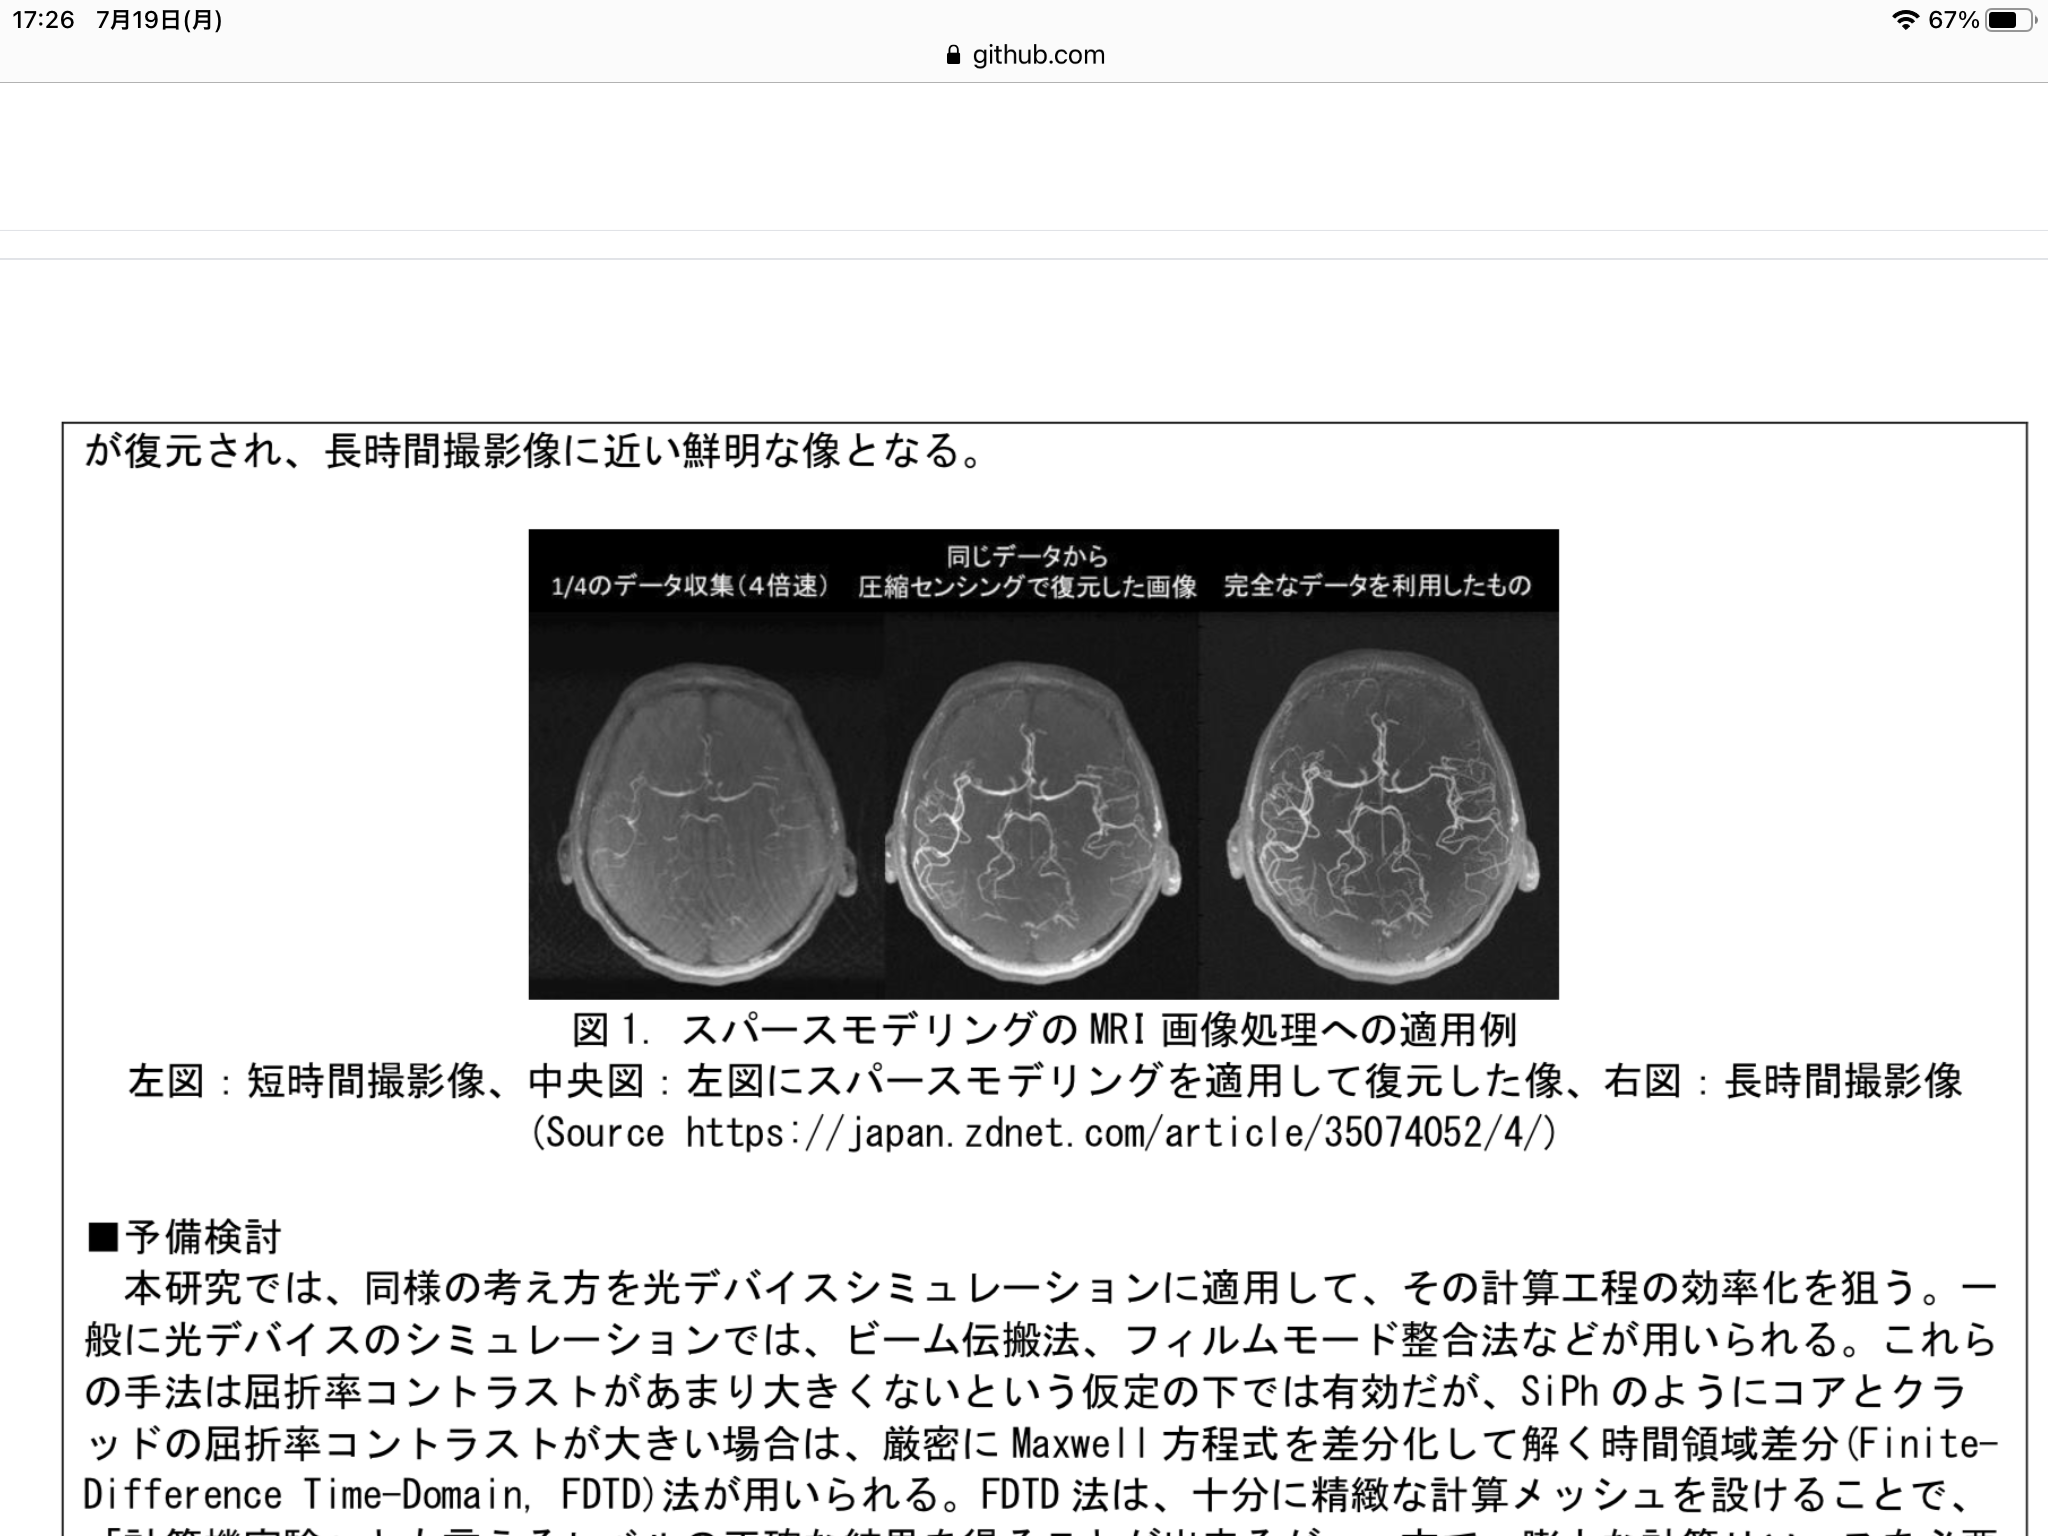 17:26 7月19日(月)
67%
github.com
が復元され、長時間撮影像に近い鮮明な像となる。
1/4のデータ収集(4倍速)
同じデータから
圧縮センシングで復元した画像
完全なデータを利用したもの
図1. スパースモデリングのMRI画像処理への適用例
左図：短時間撮影像、中央図：左図にスパースモデリングを適用して復元した像、右図：長時間撮影像
(Source https://japan.zdnet.com/article/35074052/4/)
■予備検討
本研究では、同様の考え方を光デバイスシミュレーションに適用して、その計算工程の効率化を狙う。一
般に光デバイスのシミュレーションでは、ビーム伝搬法、フィルムモード整合法などが用いられる。これら
の手法は屈折率コントラストがあまり大きくないという仮定の下では有効だが、SiPhのようにコアとクラ
ッドの屈折率コントラストが大きい場合は、厳密にMaxwell方程式を差分化して解く時間領域差分(Finite-
Difference Time-Domain, FDTD)法が用いられる。FDTD法は、十分に精緻な計算メッシュを設けることで、